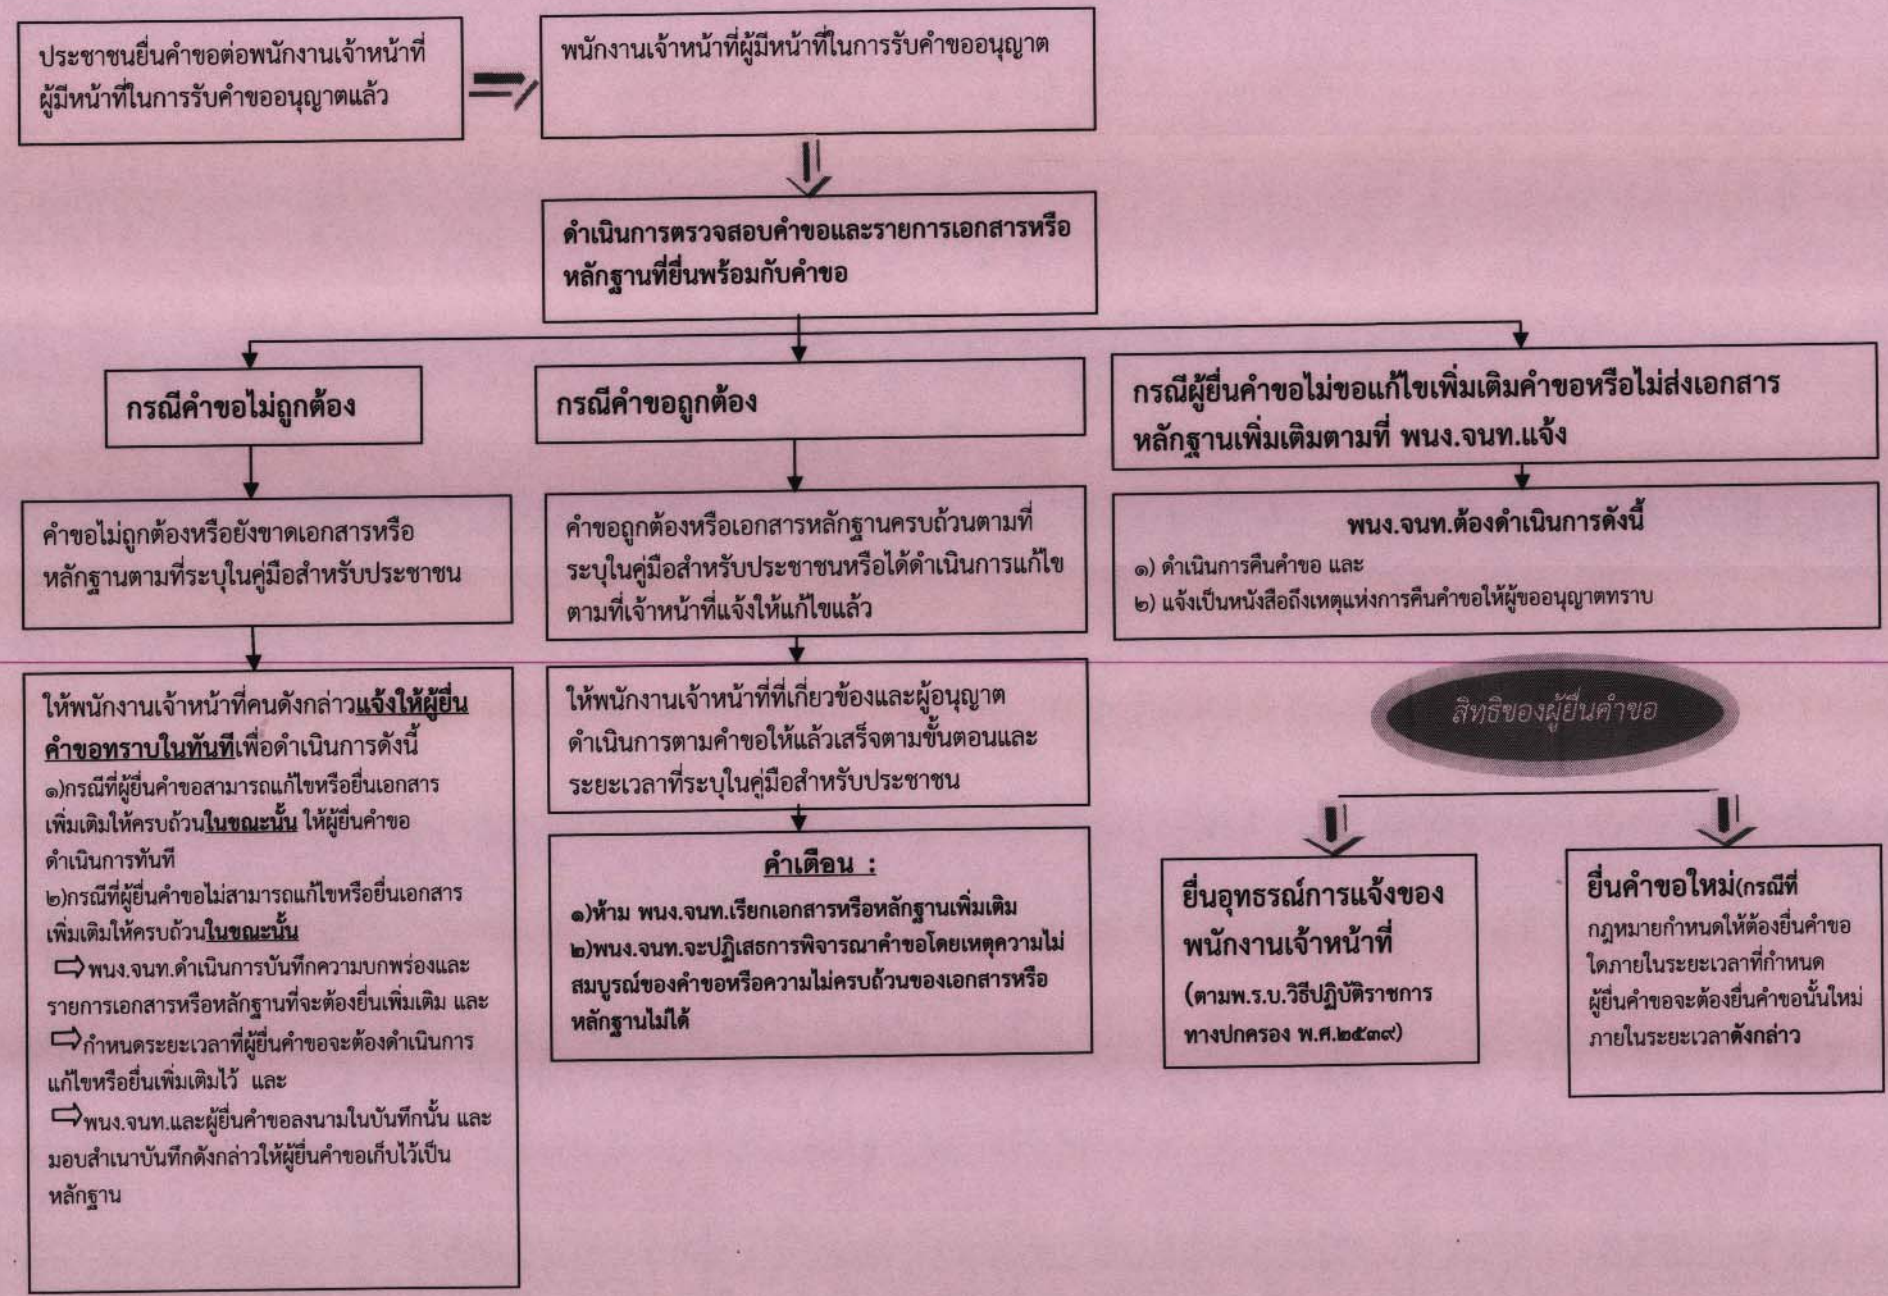 ประชาชนยื่นคำขอต่อพนักงานเจ้าหน้าที่
ผู้มีหน้าที่ในการรับคำขออนุญาตแล้ว
พนักงานเจ้าหน้าที่ผู้มีหน้าที่ในการรับคำขออนุญาต
ดำเนินการตรวจสอบคำขอและรายการเอกสารหรือ
หลักฐานที่ยื่นพร้อมกับคำขอ
กรณีคำขอไม่ถูกต้อง
คำขอไม่ถูกต้องหรือยังขาดเอกสารหรือ
หลักฐานตามที่ระบุในคู่มือสำหรับประชาชน
ให้พนักงานเจ้าหน้าที่คนดังกล่าวแจ้งให้ผู้ยื่น
คำขอทราบในทันทีเพื่อดำเนินการดังนี้
๑)กรณีที่ผู้ยื่นคำขอสามารถแก้ไขหรือยื่นเอกสาร
เพิ่มเติมให้ครบถ้วนในขณะนั้น ให้ผู้ยื่นคำขอ
ดำเนินการทันที
๒)กรณีที่ผู้ยื่นคำขอไม่สามารถแก้ไขหรือยื่นเอกสาร
เพิ่มเติมให้ครบถ้วนในขณะนั้น
⇨พนง.จนท.ดำเนินการบันทึกความบกพร่องและ
รายการเอกสารหรือหลักฐานที่จะต้องยื่นเพิ่มเติม และ
⇨กำหนดระยะเวลาที่ผู้ยื่นคำขอจะต้องดำเนินการ
แก้ไขหรือยื่นเพิ่มเติมไว้ และ
⇨พนง.จนท.และผู้ยื่นคำขอลงนามในบันทึกนั้น และ
มอบสำเนาบันทึกดังกล่าวให้ผู้ยื่นคำขอเก็บไว้เป็น
หลักฐาน
กรณีคำขอถูกต้อง
คำขอถูกต้องหรือเอกสารหลักฐานครบถ้วนตามที่
ระบุในคู่มือสำหรับประชาชนหรือได้ดำเนินการแก้ไข
ตามที่เจ้าหน้าที่แจ้งให้แก้ไขแล้ว
ให้พนักงานเจ้าหน้าที่ที่เกี่ยวข้องและผู้อนุญาต
ดำเนินการตามคำขอให้แล้วเสร็จตามขั้นตอนและ
ระยะเวลาที่ระบุในคู่มือสำหรับประชาชน
คำเตือน :
๑)ห้าม พนง.จนท.เรียกเอกสารหรือหลักฐานเพิ่มเติม
๒)พนง.จนท.จะปฏิเสธการพิจารณาคำขอโดยเหตุความไม่
สมบูรณ์ของคำขอหรือความไม่ครบถ้วนของเอกสารหรือ
หลักฐานไม่ได้
กรณีผู้ยื่นคำขอไม่ขอแก้ไขเพิ่มเติมคำขอหรือไม่ส่งเอกสาร
หลักฐานเพิ่มเติมตามที่ พนง.จนท.แจ้ง
พนง.จนท.ต้องดำเนินการดังนี้
๑) ดำเนินการคืนคำขอ และ
๒) แจ้งเป็นหนังสือถึงเหตุแห่งการคืนคำขอให้ผู้ขออนุญาตทราบ
สิทธิของผู้ยื่นคำขอ
ยื่นอุทธรณ์การแจ้งของ
พนักงานเจ้าหน้าที่
(ตามพ.ร.บ.วิธีปฏิบัติราชการ
ทางปกครอง พ.ศ.๒๕๓๙)
ยื่นคำขอใหม่(กรณีที่
กฎหมายกำหนดให้ต้องยื่นคำขอ
ใดภายในระยะเวลาที่กำหนด
ผู้ยื่นคำขอจะต้องยื่นคำขอนั้นใหม่
ภายในระยะเวลาดังกล่าว